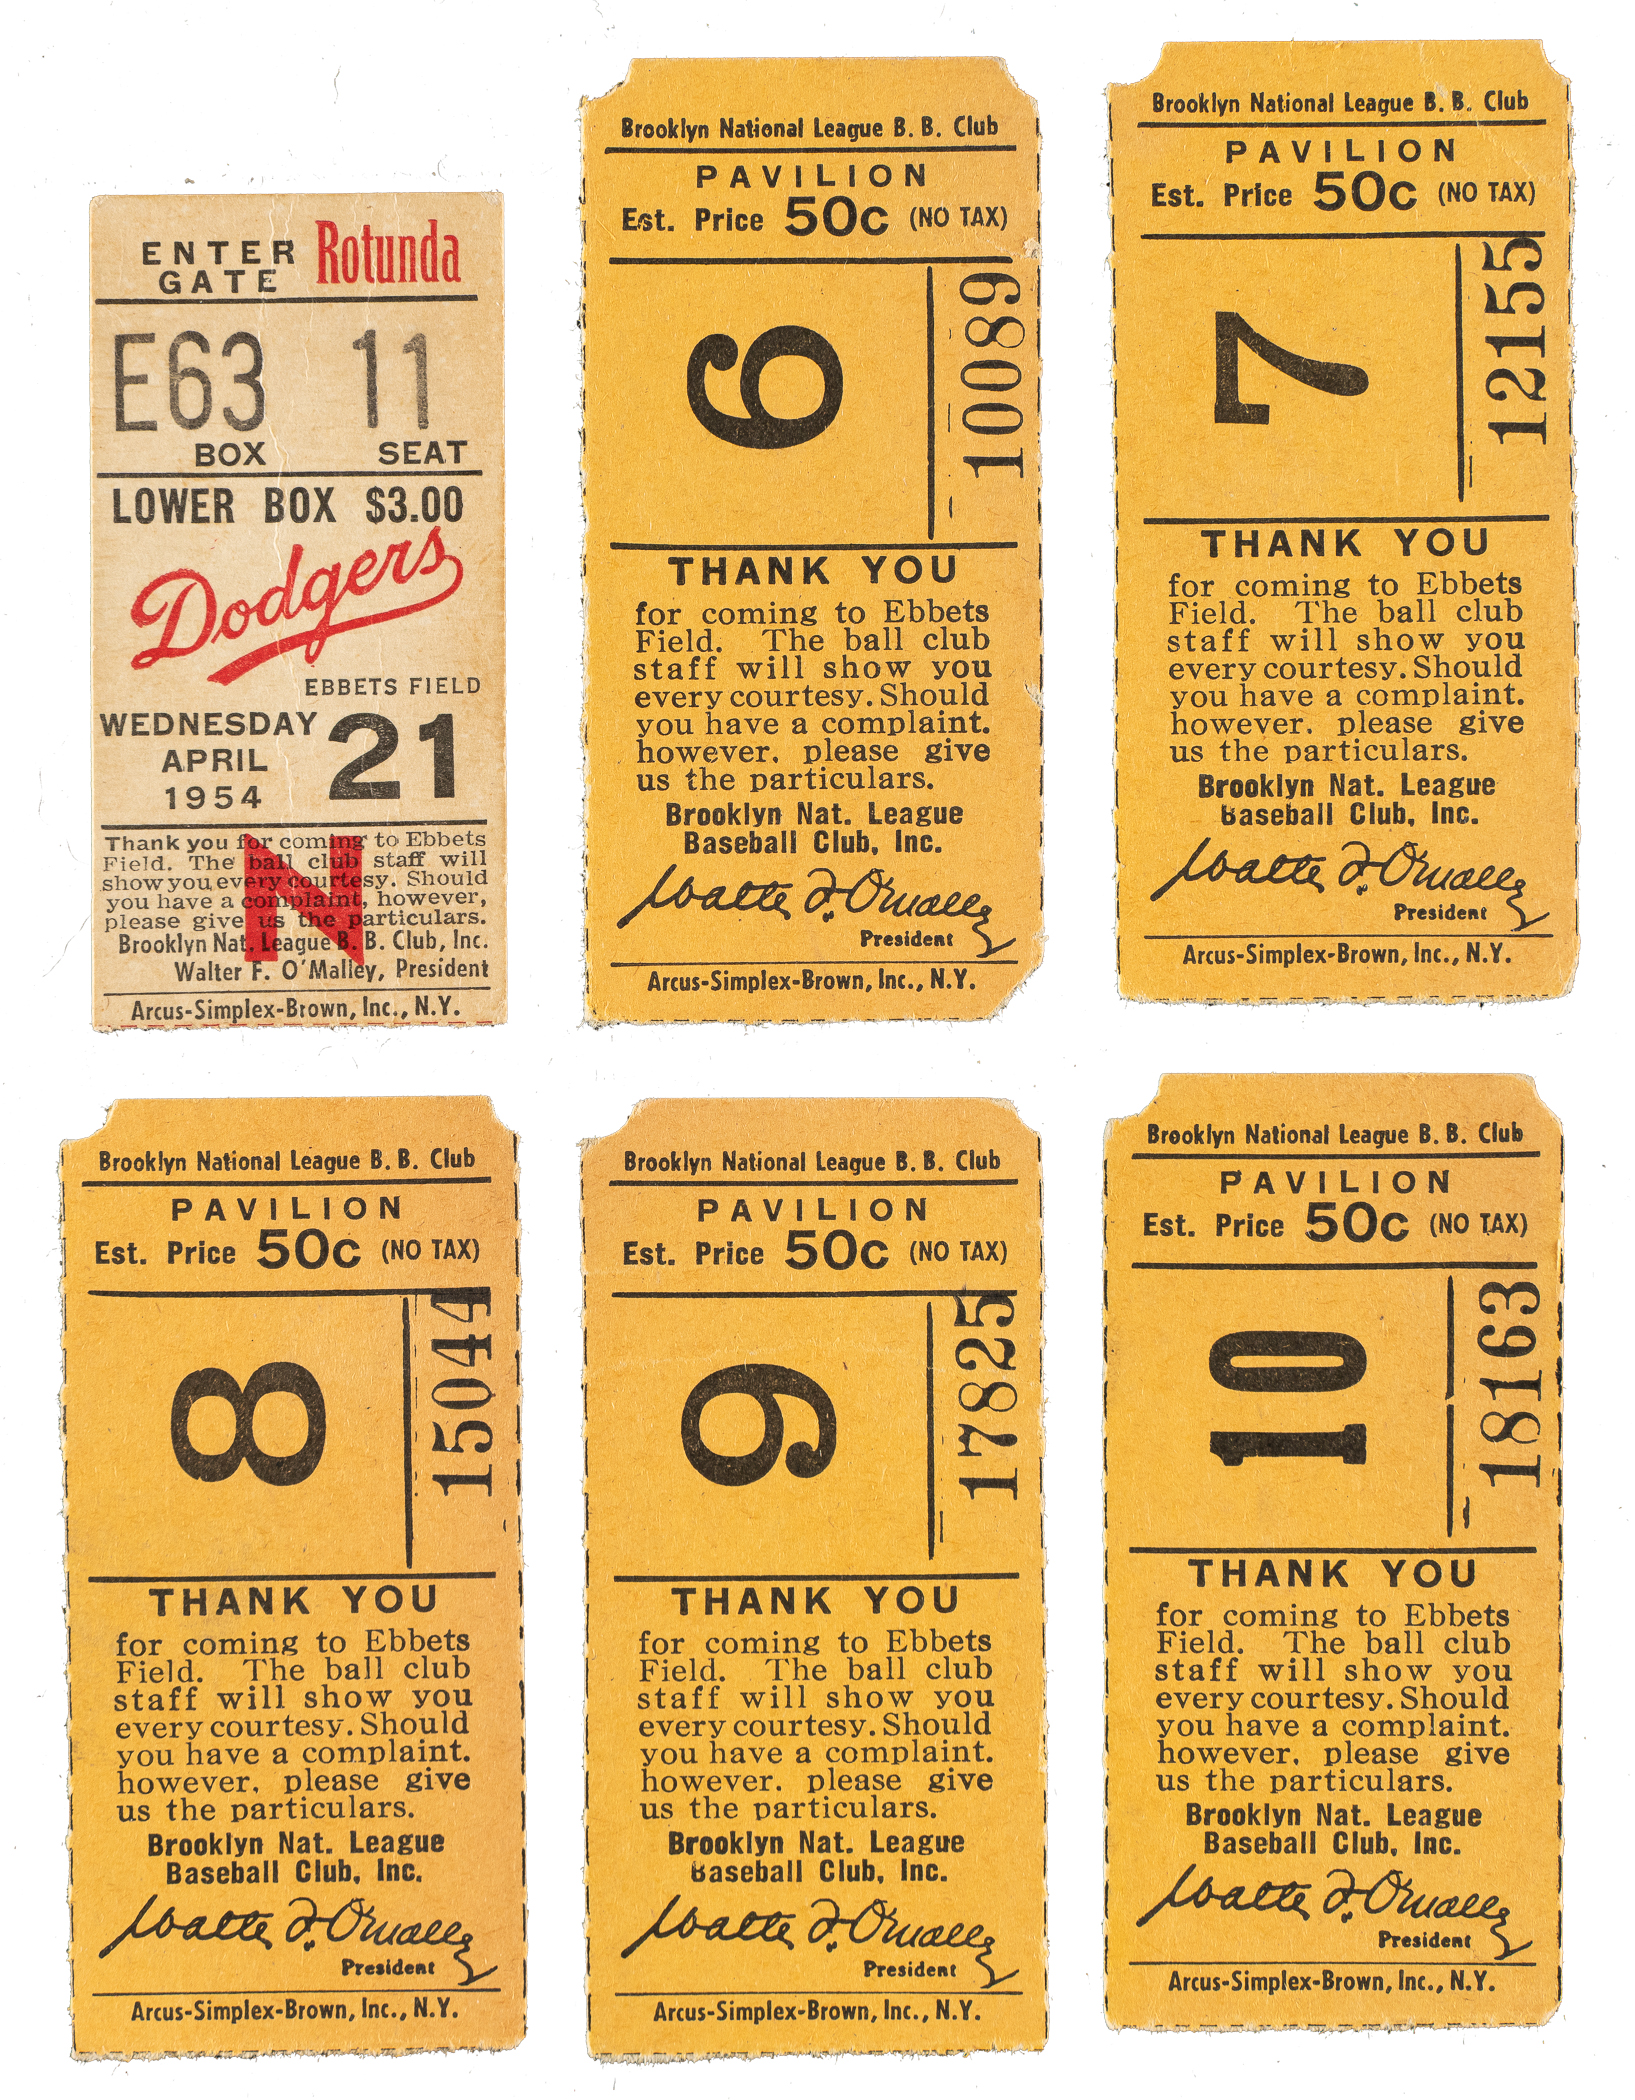 ENTER
GATE Rotunda
E63 11
BOX SEAT
LOWER BOX $3.00
Dodgers
EBBETS FIELD
WEDNESDAY
APRIL
1954
21
Thank you for coming to Ebbets
Field. The ball club staff will
show you every courtesy. Should
you have a complaint, however,
please give us the particulars.
N
Brooklyn Nat. League B. B. Club, Inc.
Walter F. O'Malley, President
Arcus-Simplex-Brown, Inc., N.Y.
Brooklyn National League B. B. Club
PAVILION
Est. Price 50c (NO TAX)
6
10089
THANK YOU
for coming to Ebbets
Field. The ball club
staff will show you
every courtesy. Should
you have a complaint.
however, please give
us the particulars.
Brooklyn Nat. League
Baseball Club, Inc.
Walter F. O'Malley
President
Arcus-Simplex-Brown, Inc., N.Y.
Brooklyn National League B. B. Club
PAVILION
Est. Price 50c (NO TAX)
7
12155
THANK YOU
for coming to Ebbets
Field. The ball club
staff will show you
every courtesy. Should
you have a complaint.
however, please give
us the particulars.
Brooklyn Nat. League
Baseball Club, Inc.
Walter F. O'Malley
President
Arcus-Simplex-Brown, Inc., N.Y.
Brooklyn National League B. B. Club
PAVILION
Est. Price 50c (NO TAX)
8
15044
THANK YOU
for coming to Ebbets
Field. The ball club
staff will show you
every courtesy. Should
you have a complaint.
however, please give
us the particulars.
Brooklyn Nat. League
Baseball Club, Inc.
Walter F. O'Malley
President
Arcus-Simplex-Brown, Inc., N.Y.
Brooklyn National League B. B. Club
PAVILION
Est. Price 50c (NO TAX)
9
17825
THANK YOU
for coming to Ebbets
Field. The ball club
staff will show you
every courtesy. Should
you have a complaint.
however, please give
us the particulars.
Brooklyn Nat. League
Baseball Club, Inc.
Walter F. O'Malley
President
Arcus-Simplex-Brown, Inc., N.Y.
Brooklyn National League B. B. Club
PAVILION
Est. Price 50c (NO TAX)
10
18163
THANK YOU
for coming to Ebbets
Field. The ball club
staff will show you
every courtesy. Should
you have a complaint.
however, please give
us the particulars.
Brooklyn Nat. League
Baseball Club, Inc.
Walter F. O'Malley
President
Arcus-Simplex-Brown, Inc., N.Y.